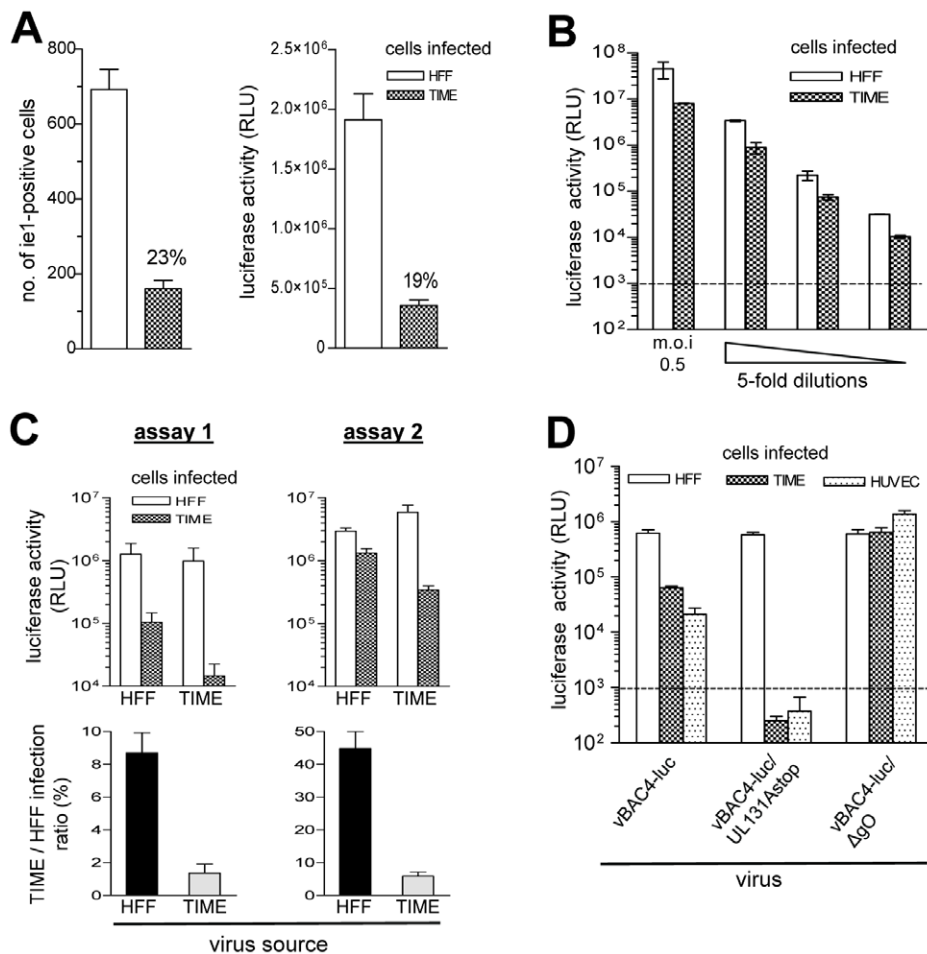 A
no. of ie1-positive cells
800
600
400
200
0
23%
luciferase activity (RLU)
2.5×10⁶
2.0×10⁶
1.5×10⁶
1.0×10⁶
5.0×10⁵
0
cells infected
HFF
TIME
19%
B
cells infected
HFF
TIME
luciferase activity (RLU)
10⁸
10⁷
10⁶
10⁵
10⁴
10³
10²
m.o.i
0.5
5-fold dilutions
C
assay 1
assay 2
cells infected
HFF
TIME
luciferase activity
(RLU)
10⁷
10⁶
10⁵
10⁴
HFF TIME
10⁷
10⁶
10⁵
10⁴
HFF TIME
TIME / HFF infection
ratio (%)
10
8
6
4
2
0
HFF TIME
50
40
30
20
10
0
HFF TIME
virus source
D
cells infected
HFF TIME HUVEC
luciferase activity (RLU)
10⁷
10⁶
10⁵
10⁴
10³
10²
vBAC4-luc
vBAC4-luc/
UL131Astop
vBAC4-luc/
ΔgO
virus